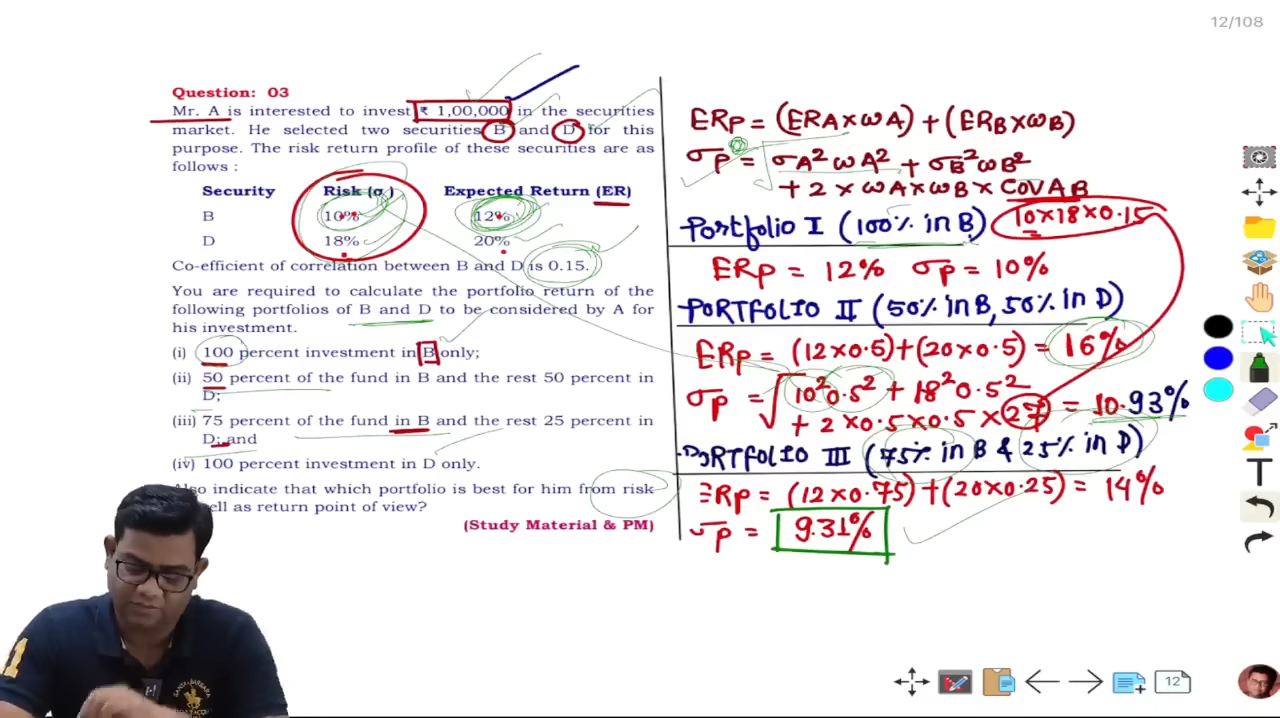 12/108
Question: 03
Mr. A is interested to invest ₹ 1,00,000 in the securities
market. He selected two securities B and D for this
purpose. The risk return profile of these securities are as
follows :
Security Risk (σ ) Expected Return (ER)
B 10% 12%
D 18% 20%
Co-efficient of correlation between B and D is 0.15.
You are required to calculate the portfolio return of the
following portfolios of B and D to be considered by A for
his investment.
(i) 100 percent investment in B only;
(ii) 50 percent of the fund in B and the rest 50 percent in
D;
(iii) 75 percent of the fund in B and the rest 25 percent in
D; and
(iv) 100 percent investment in D only.
indicate that which portfolio is best for him from risk
as return point of view?
(Study Material & PM)
ERp = (ERA×ωA) + (ERB×ωB)
σp = √σA² ωA² + σB² ωB²
+ 2 × ωA × ωB × COV AB
10×18×0.15
PORTFOLIO I (100% in B)
ERp = 12% σp = 10%
PORTFOLIO II (50% in B, 50% in D)
ERp = (12×0.5)+(20×0.5) = 16%
σp = √10² 0.5² + 18² 0.5²
+ 2×0.5×0.5×27 = 10.93%
PORTFOLIO III (75% in B & 25% in D)
ERp = (12×0.75)+(20×0.25) = 14%
σp = 9.31%
T
12